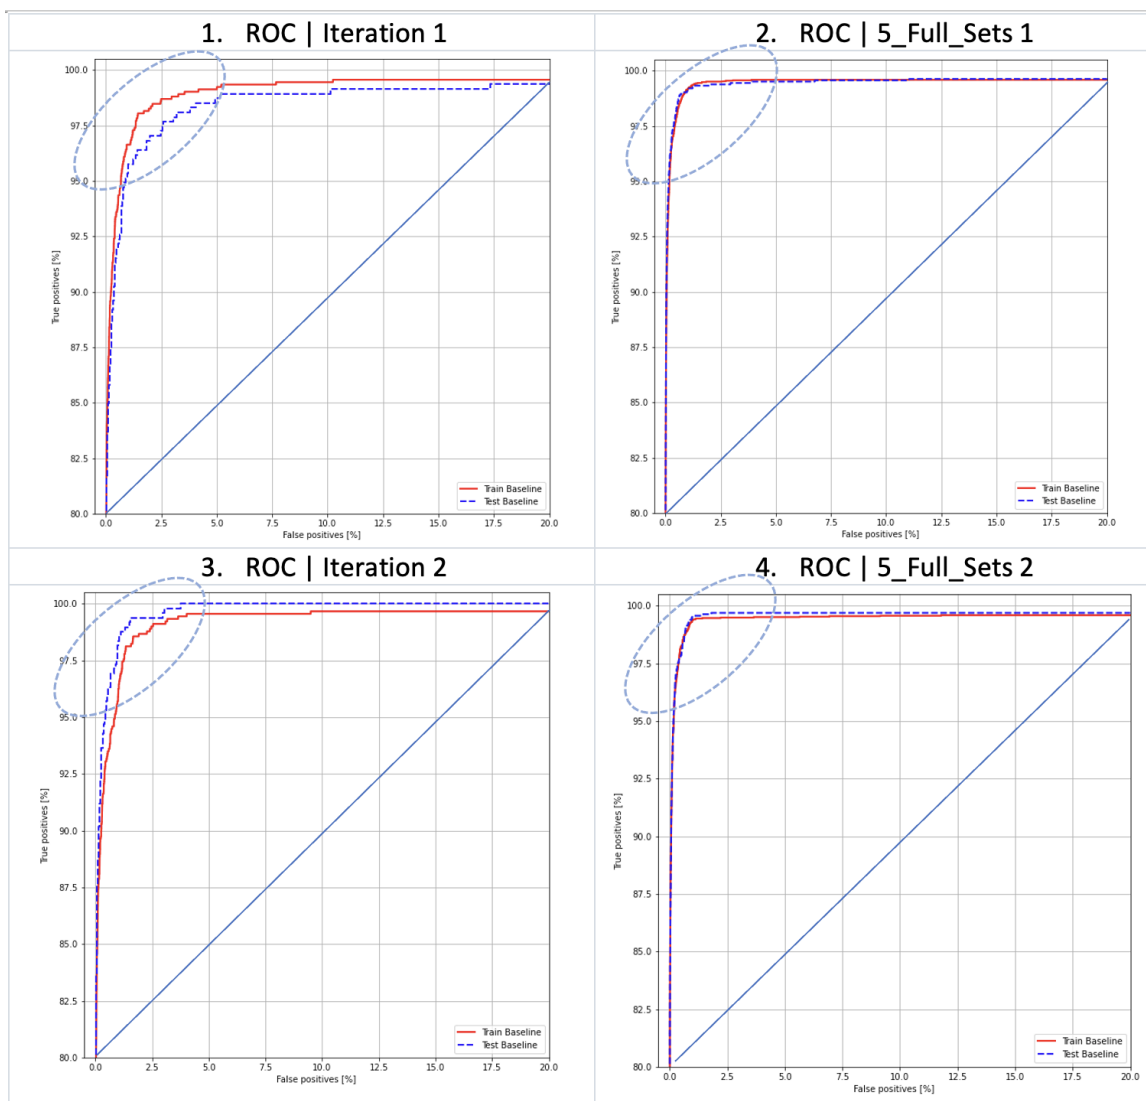 1. ROC | Iteration 1
100.0
97.5
95.0
92.5
90.0
87.5
85.0
82.5
80.0
True positives [%]
0.0 2.5 5.0 7.5 10.0 12.5 15.0 17.5 20.0
False positives [%]
Train Baseline
Test Baseline
2. ROC | 5_Full_Sets 1
100.0
97.5
95.0
92.5
90.0
87.5
85.0
82.5
80.0
True positives [%]
0.0 2.5 5.0 7.5 10.0 12.5 15.0 17.5 20.0
False positives [%]
Train Baseline
Test Baseline
3. ROC | Iteration 2
100.0
97.5
95.0
92.5
90.0
87.5
85.0
82.5
80.0
True positives [%]
0.0 2.5 5.0 7.5 10.0 12.5 15.0 17.5 20.0
False positives [%]
Train Baseline
Test Baseline
4. ROC | 5_Full_Sets 2
100.0
97.5
95.0
92.5
90.0
87.5
85.0
82.5
80.0
True positives [%]
0.0 2.5 5.0 7.5 10.0 12.5 15.0 17.5 20.0
False positives [%]
Train Baseline
Test Baseline